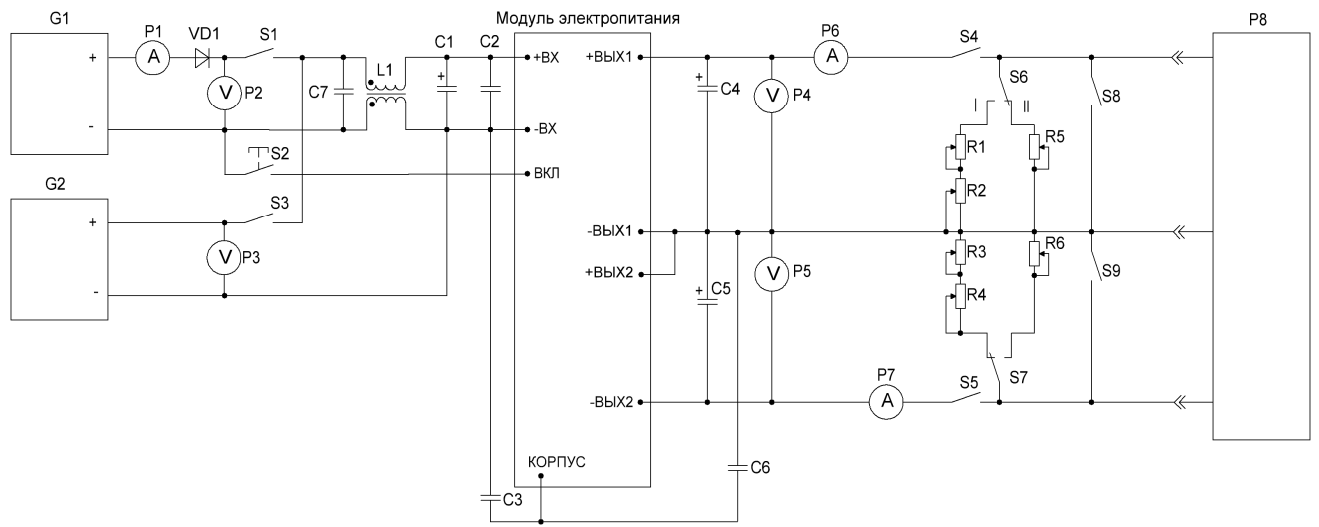 Модуль электропитания
G1
P1
A
VD1
S1
C1
C2
+ВХ
+ВЫХ1
P6
A
S4
P8
+
+
V
P2
C7
L1
+
C4
V
P4
S6
S8
I
II
-
-ВХ
R1
R5
S2
ВКЛ
R2
G2
+
S3
-ВЫХ1
V
P3
+ВЫХ2
+
C5
V
P5
R3
R6
S9
-
R4
P7
A
S5
S7
-ВЫХ2
КОРПУС
C6
C3